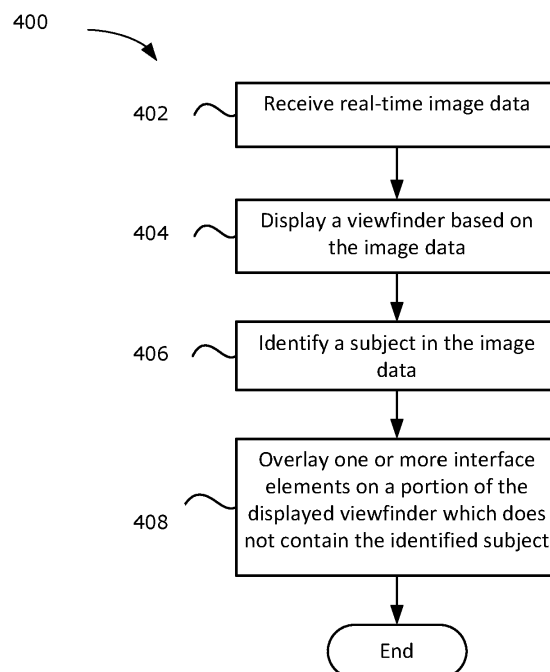 400
402
Receive real-time image data
404
Display a viewfinder based on
the image data
406
Identify a subject in the image
data
408
Overlay one or more interface
elements on a portion of the
displayed viewfinder which does
not contain the identified subject
End